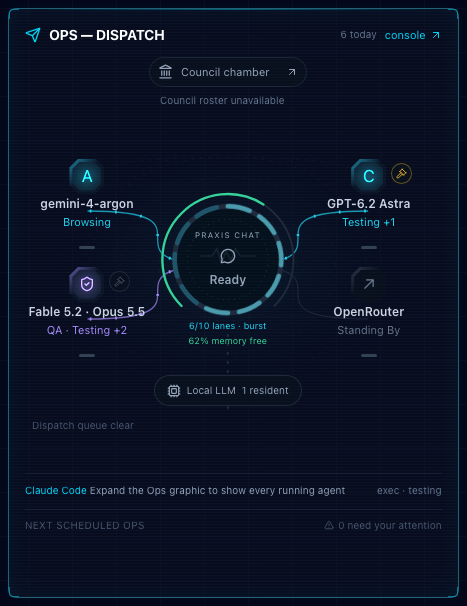 OPS — DISPATCH
6 today console
Council chamber
Council roster unavailable
A
C
gemini-4-argon
GPT-6.2 Astra
Browsing
Testing +1
PRAXIS CHAT
Ready
Fable 5.2 · Opus 5.5
OpenRouter
QA · Testing +2
Standing By
6/10 lanes · burst
62% memory free
Local LLM 1 resident
Dispatch queue clear
Claude Code Expand the Ops graphic to show every running agent exec · testing
NEXT SCHEDULED OPS 0 need your attention